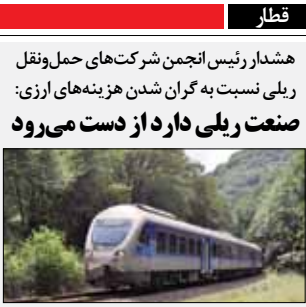 قطار
هشدار رئیس انجمن شرکت‌های حمل‌ونقل
ریلی نسبت به گران شدن هزینه‌های ارزی:
صنعت ریلی دارد از دست می‌رود